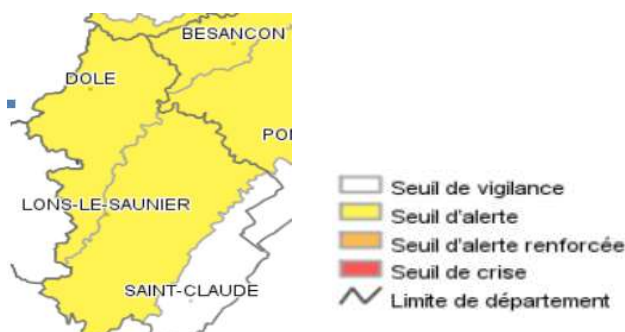 BESANCON
DOLE
LONS-LE-SAUNIER
SAINT-CLAUDE
Seuil de vigilance
Seuil d'alerte
Seuil d'alerte renforcée
Seuil de crise
Limite de département